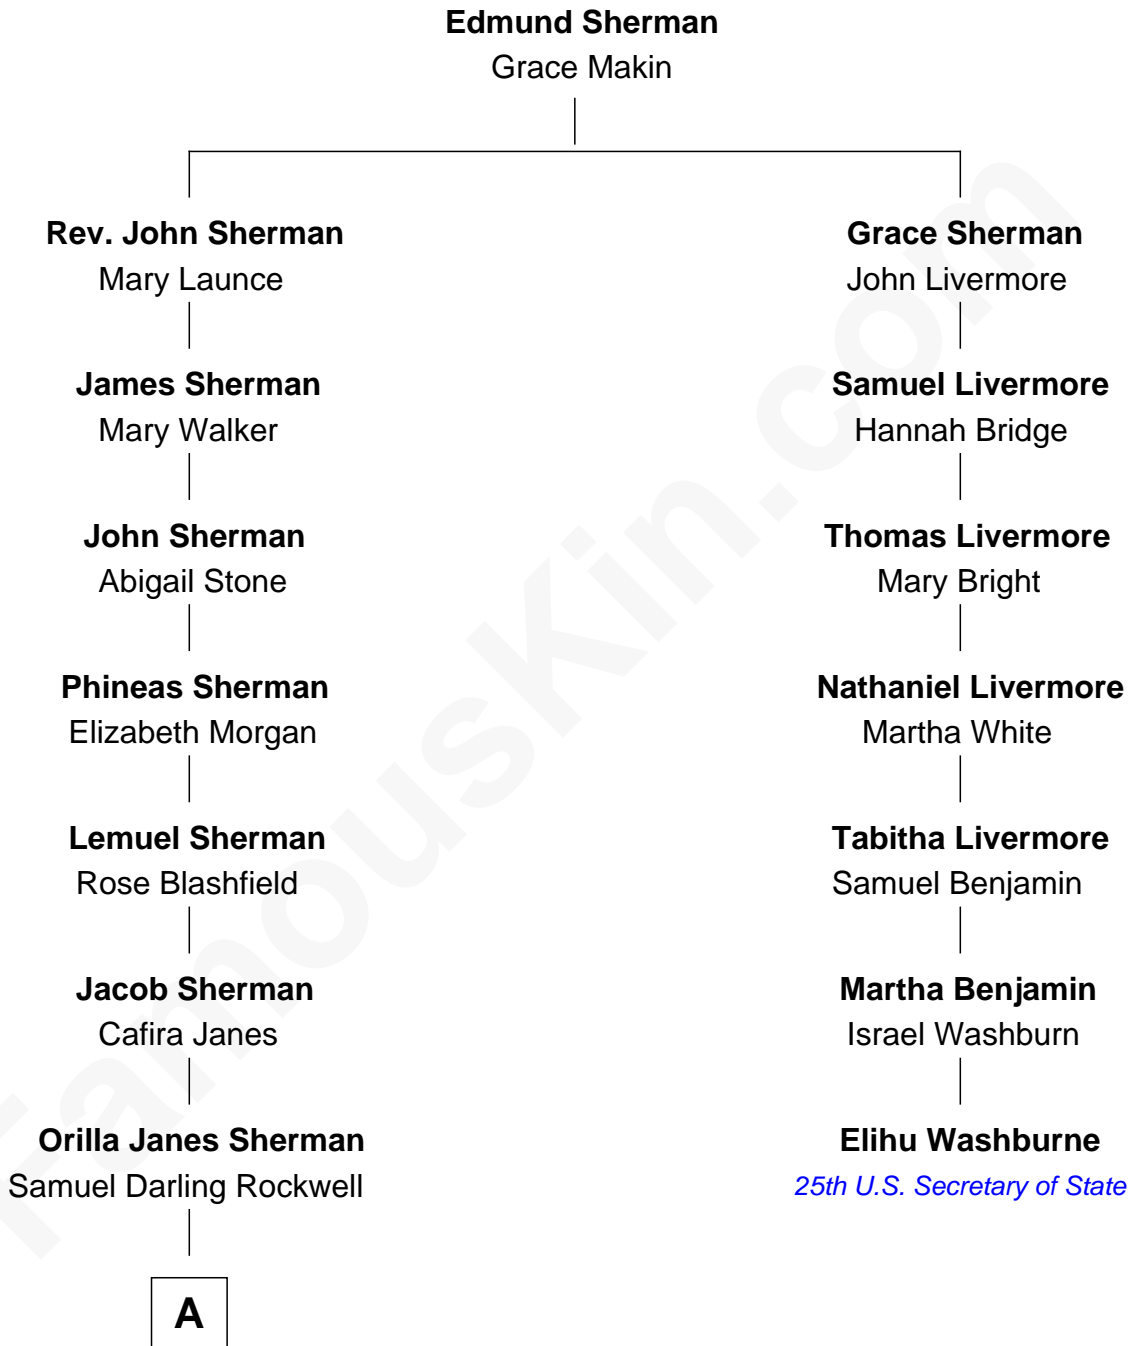 Edmund Sherman
Grace Makin
Rev. John Sherman
Mary Launce
Grace Sherman
John Livermore
James Sherman
Mary Walker
Samuel Livermore
Hannah Bridge
John Sherman
Abigail Stone
Thomas Livermore
Mary Bright
Phineas Sherman
Elizabeth Morgan
Nathaniel Livermore
Martha White
Lemuel Sherman
Rose Blashfield
Tabitha Livermore
Samuel Benjamin
Jacob Sherman
Cafira Janes
Martha Benjamin
Israel Washburn
Orilla Janes Sherman
Samuel Darling Rockwell
Elihu Washburne
25th U.S. Secretary of State
A
FamousKin.com